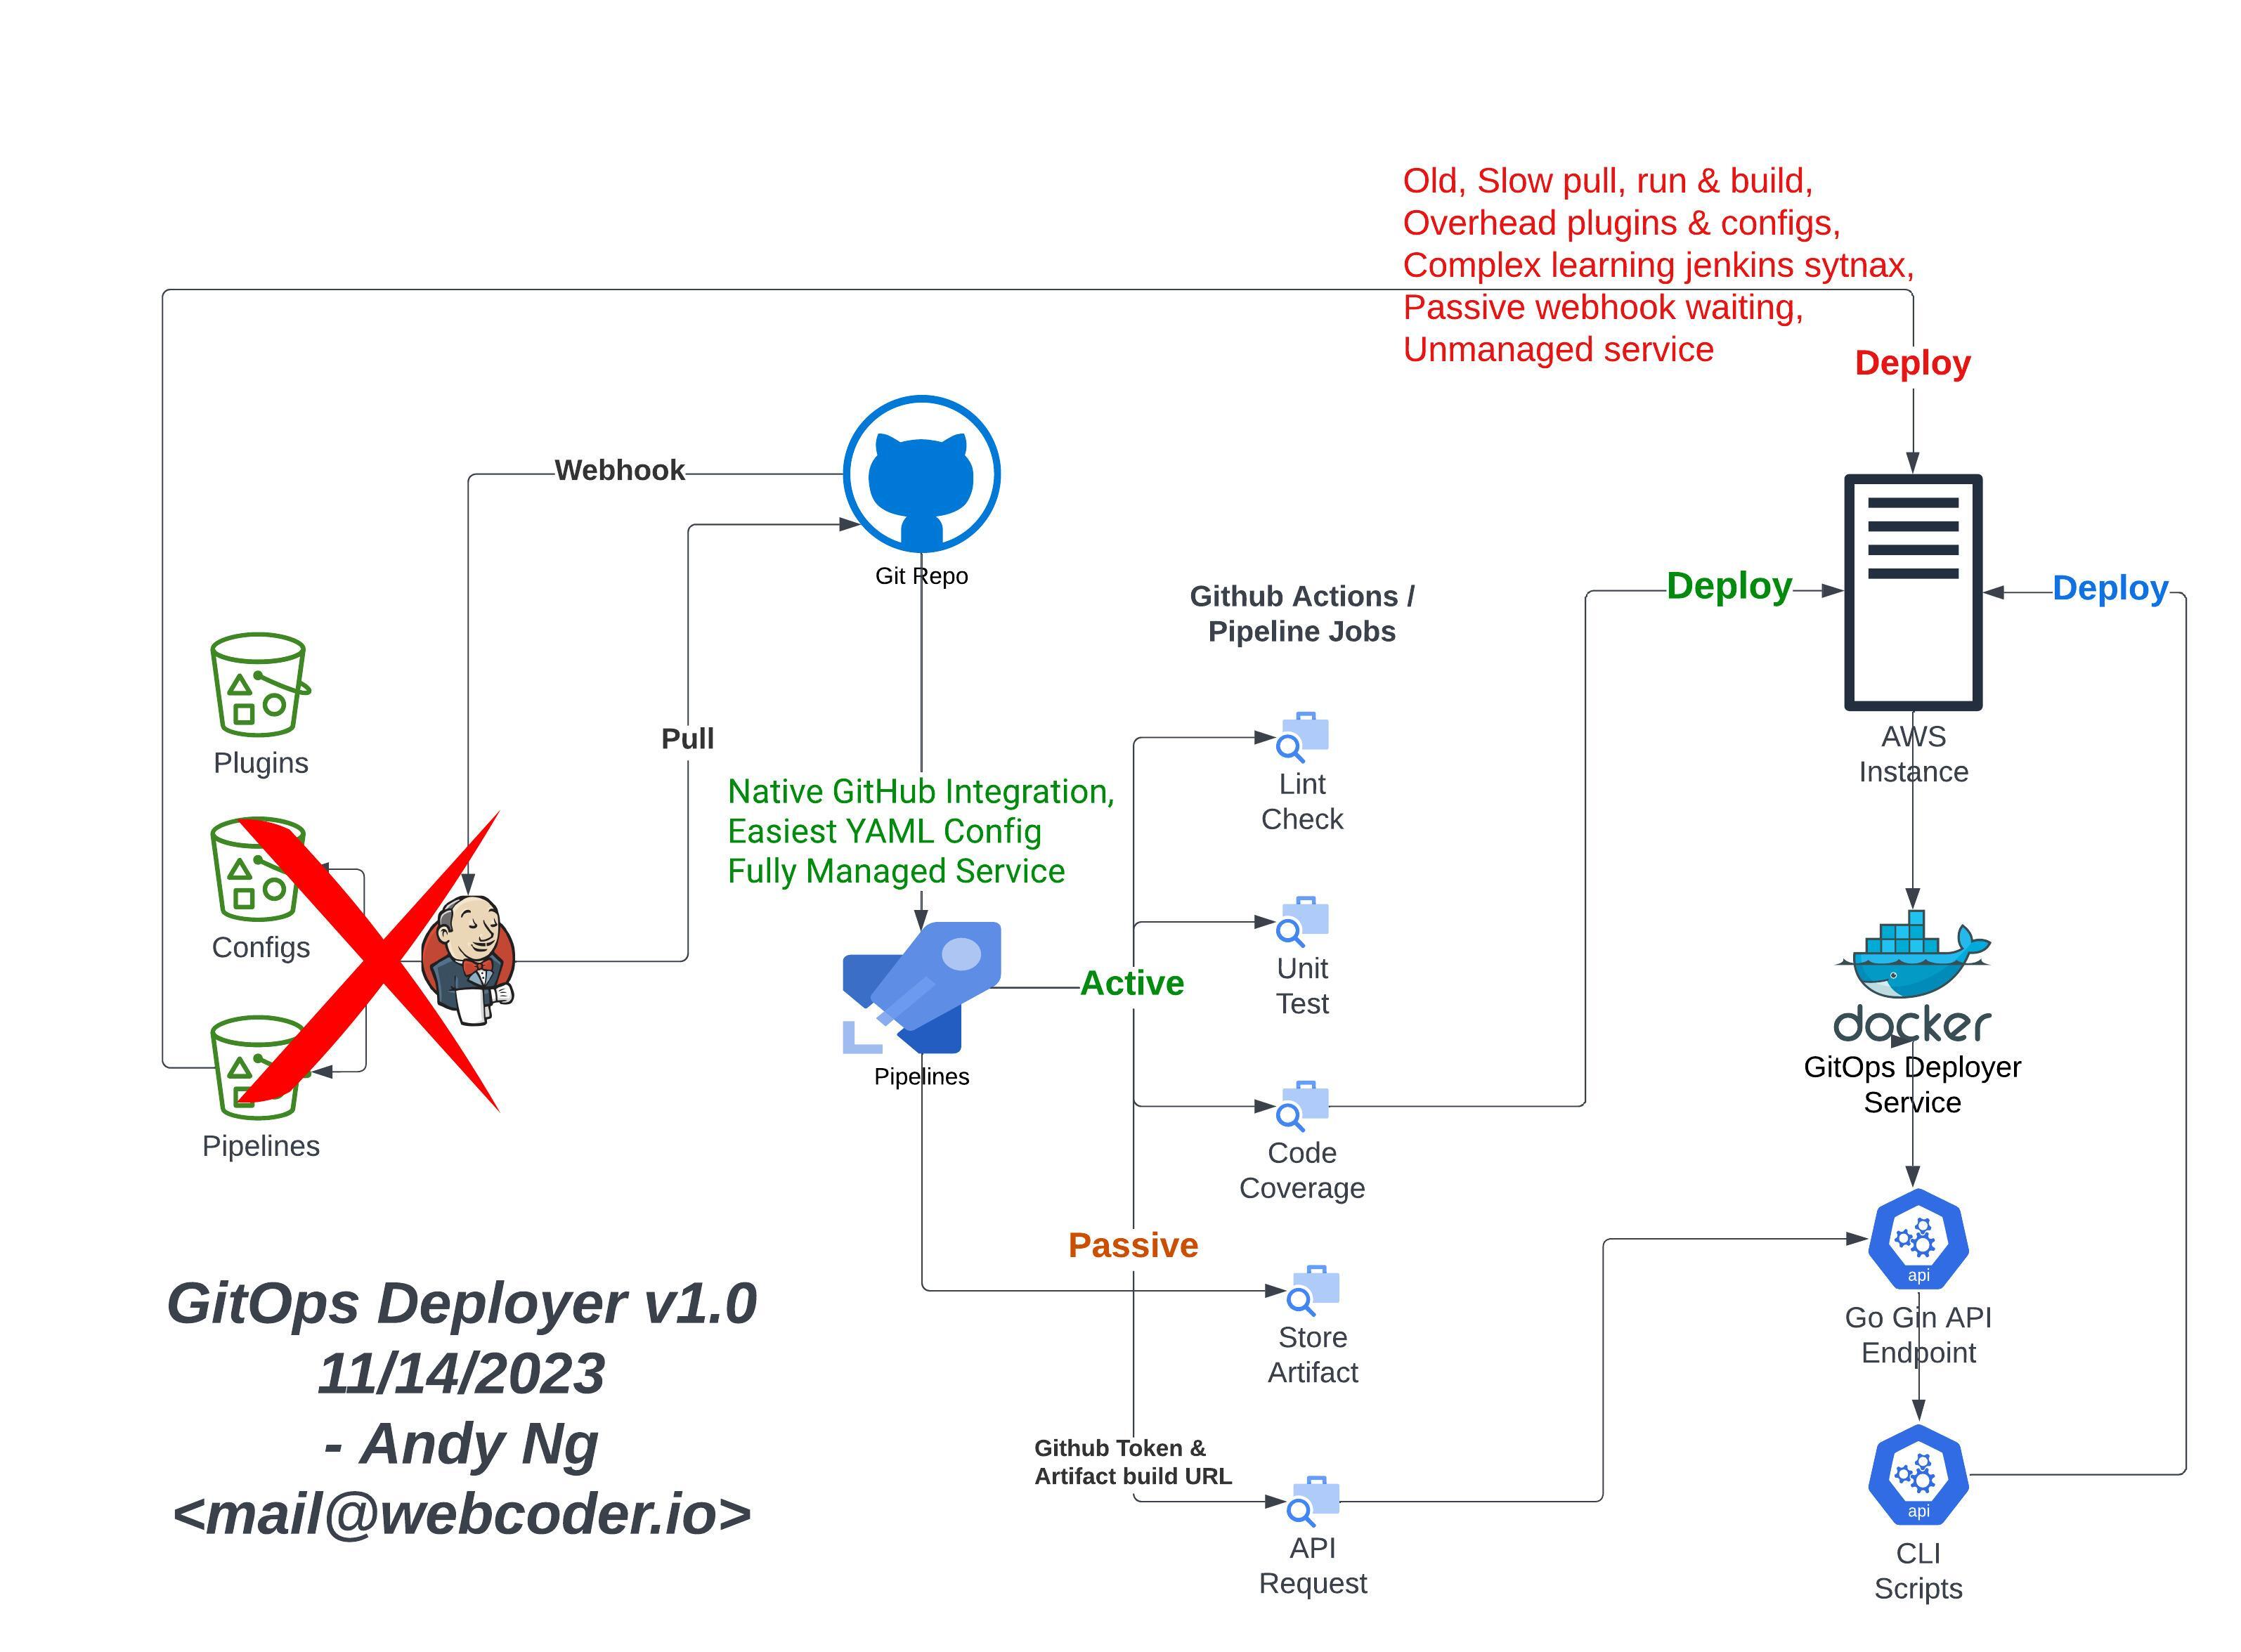 Old, Slow pull, run & build,
Overhead plugins & configs,
Complex learning jenkins sytnax,
Passive webhook waiting,
Unmanaged service
Deploy
Webhook
Git Repo
Github Actions /
Pipeline Jobs
Deploy
Deploy
Plugins
Pull
Lint
Check
AWS
Instance
Native GitHub Integration,
Easiest YAML Config
Fully Managed Service
Configs
Unit
Test
Active
docker
GitOps Deployer
Service
Pipelines
Pipelines
Code
Coverage
Passive
api
Go Gin API
Endpoint
Store
Artifact
GitOps Deployer v1.0
11/14/2023
- Andy Ng
<mail@webcoder.io>
Github Token &
Artifact build URL
API
Request
api
CLI
Scripts